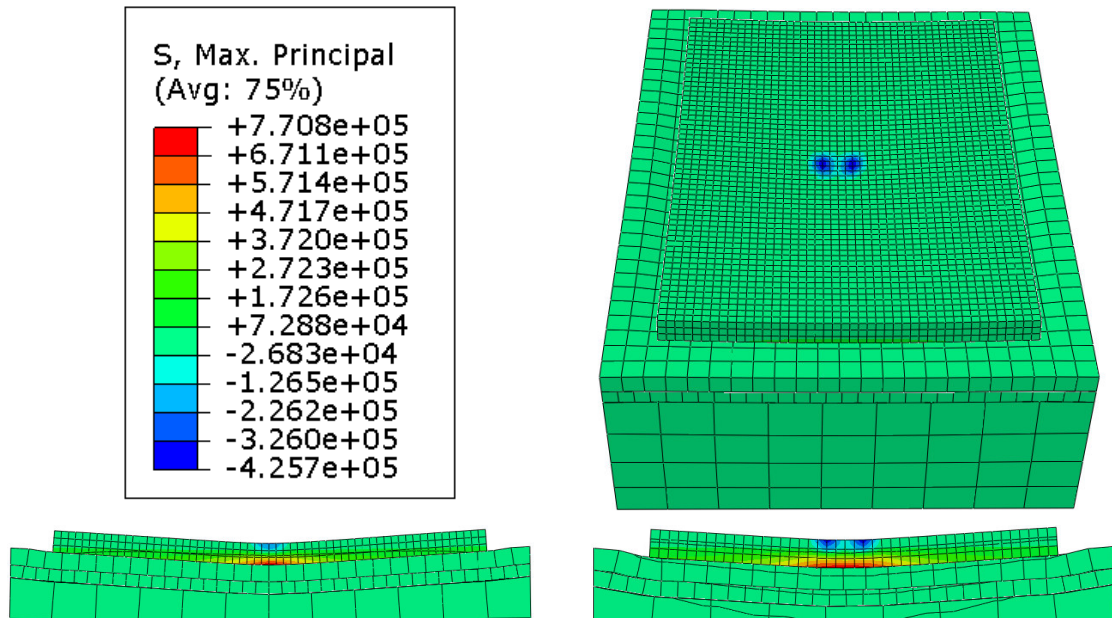 S, Max. Principal
(Avg: 75%)
+7.708e+05
+6.711e+05
+5.714e+05
+4.717e+05
+3.720e+05
+2.723e+05
+1.726e+05
+7.288e+04
-2.683e+04
-1.265e+05
-2.262e+05
-3.260e+05
-4.257e+05